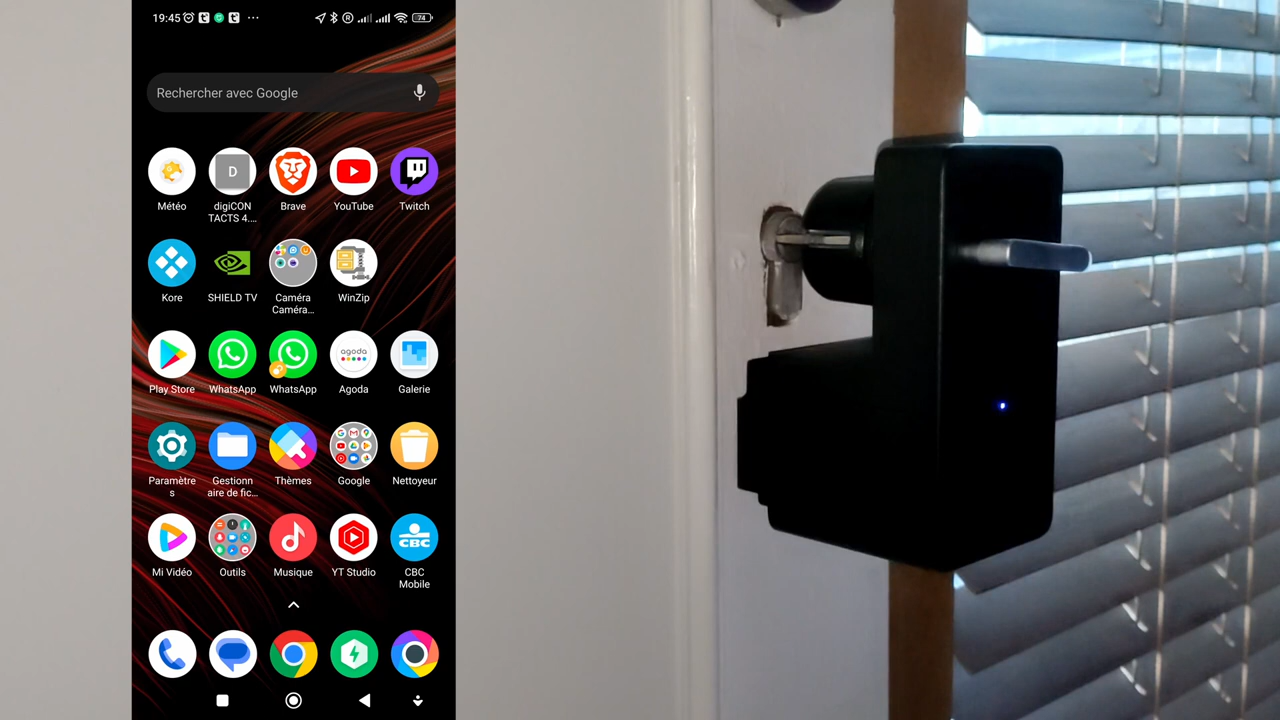 19:45
74
Rechercher avec Google
D
Météo
digiCON
TACTS 4....
Brave
YouTube
Twitch
Kore
SHIELD TV
Caméra
Caméra...
WinZip
agoda
Play Store
WhatsApp
WhatsApp
Agoda
Galerie
Paramètre
s
Gestionn
aire de fic...
Thèmes
Google
Nettoyeur
CBC
Mi Vidéo
Outils
Musique
YT Studio
CBC
Mobile